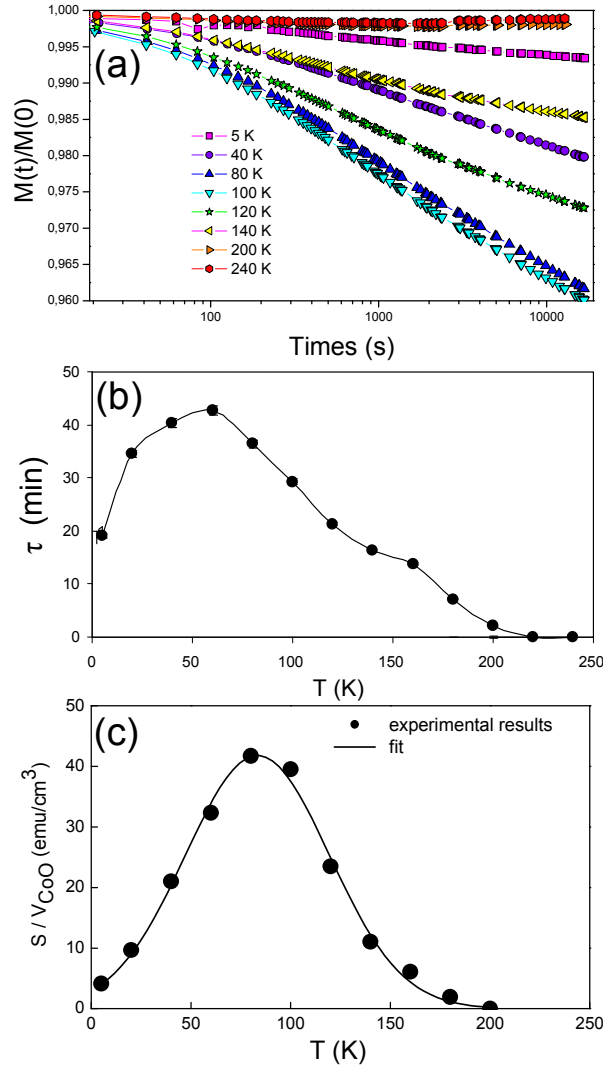 1,000
0,995
0,990
0,985
0,980
0,975
0,970
0,965
0,960
M(t)/M(0)
(a)
5 K
40 K
80 K
100 K
120 K
140 K
200 K
240 K
100
1000
10000
Times (s)
(b)
50
40
30
20
10
0
τ (min)
0
50
100
150
200
250
T (K)
(c)
50
40
30
20
10
0
S / VCoO (emu/cm³)
experimental results
fit
0
50
100
150
200
250
T (K)